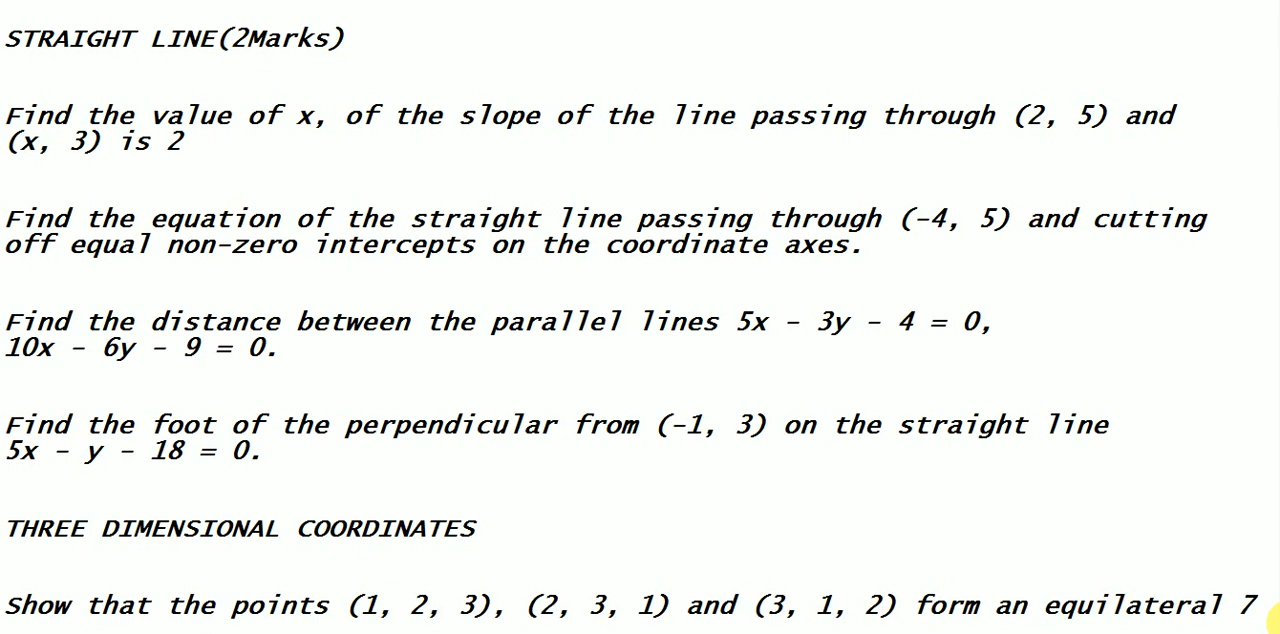 STRAIGHT LINE(2Marks)
Find the value of x, of the slope of the line passing through (2, 5) and
(x, 3) is 2
Find the equation of the straight line passing through (-4, 5) and cutting
off equal non-zero intercepts on the coordinate axes.
Find the distance between the parallel lines 5x - 3y - 4 = 0,
10x - 6y - 9 = 0.
Find the foot of the perpendicular from (-1, 3) on the straight line
5x - y - 18 = 0.
THREE DIMENSIONAL COORDINATES
Show that the points (1, 2, 3), (2, 3, 1) and (3, 1, 2) form an equilateral 7